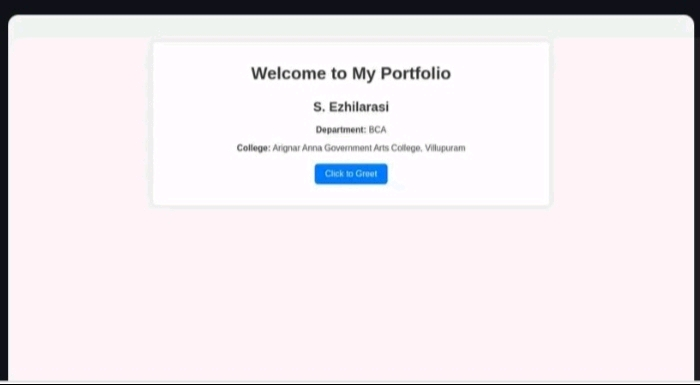 Welcome to My Portfolio
S. Ezhilarasi
Department: BCA
College: Arignar Anna Government Arts College, Villupuram
Click to Greet